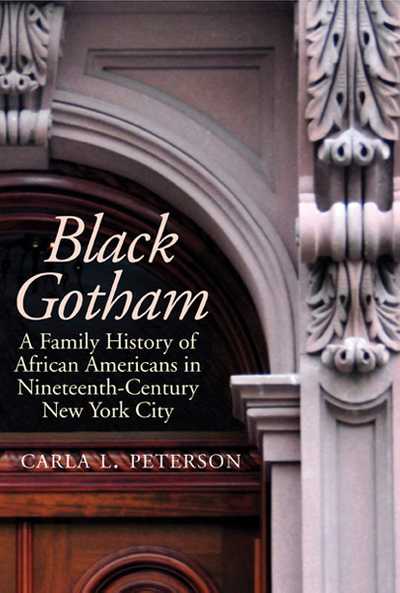 Black
Gotham
A Family History of
African Americans in
Nineteenth-Century
New York City
CARLA L. PETERSON